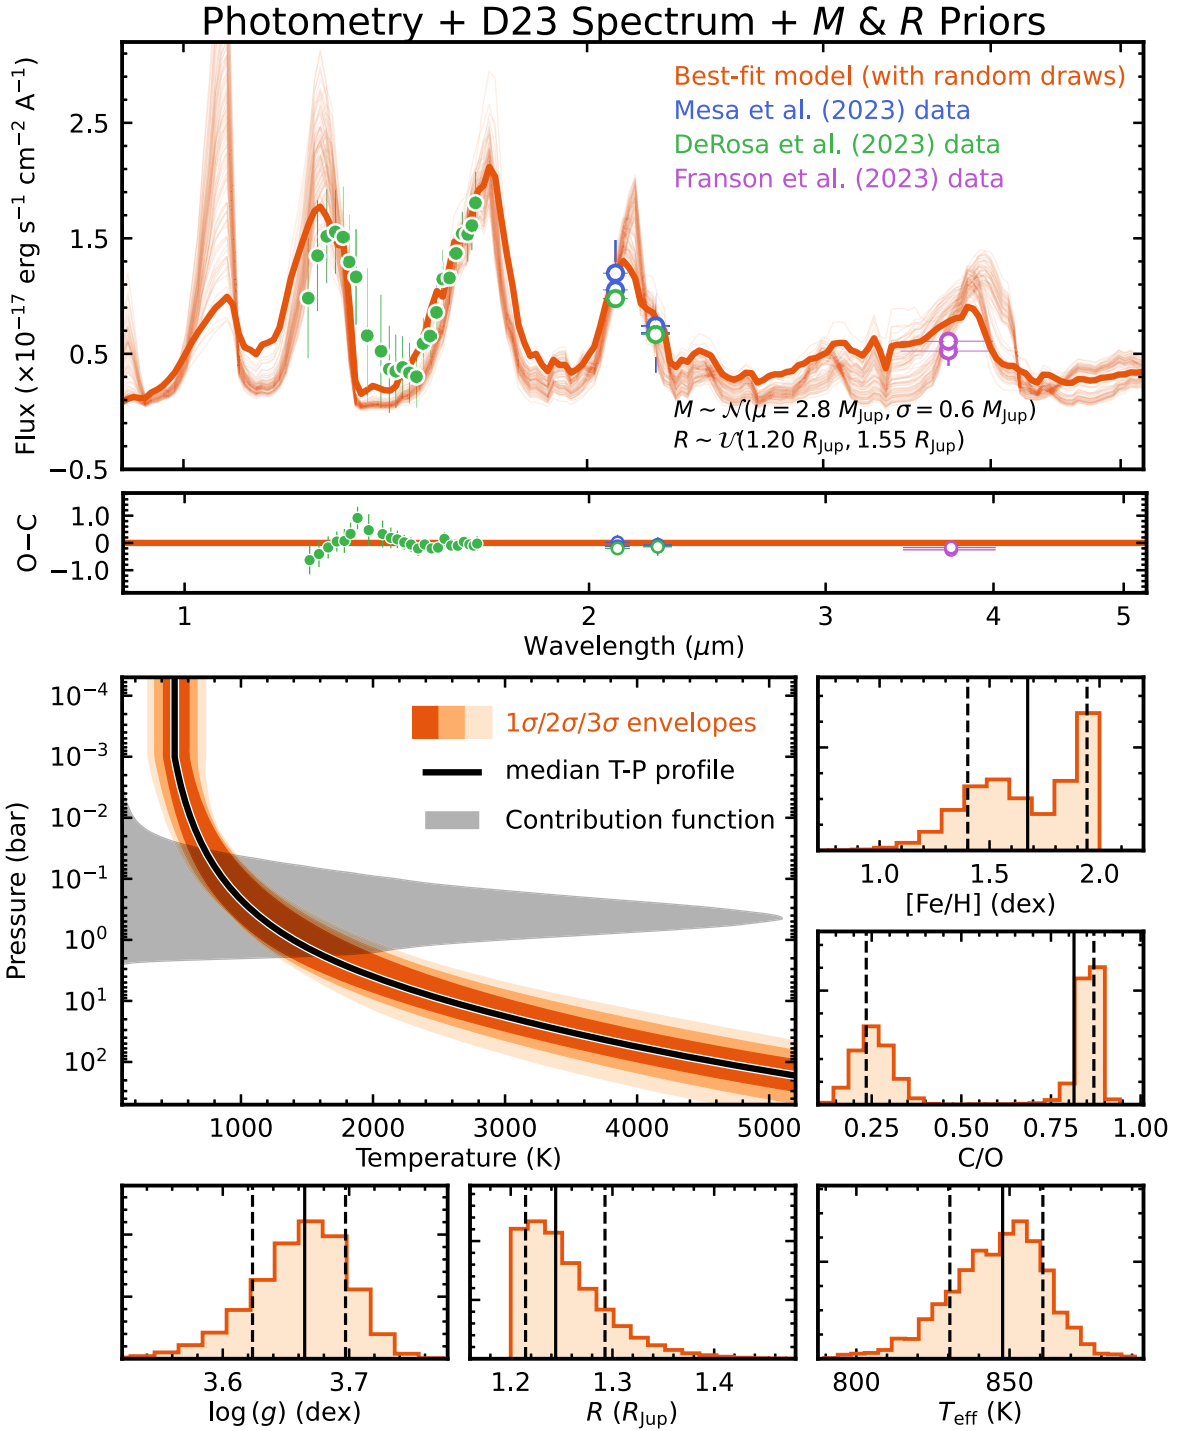 Photometry + D23 Spectrum + M & R Priors
Best-fit model (with random draws)
Mesa et al. (2023) data
DeRosa et al. (2023) data
Franson et al. (2023) data
Flux (×10⁻¹⁷ erg s⁻¹ cm⁻² A⁻¹)
2.5
1.5
0.5
−0.5
M ~ 𝒩(μ = 2.8 M_Jup, σ = 0.6 M_Jup)
R ~ 𝒰(1.20 R_Jup, 1.55 R_Jup)
O−C
1.0
0
−1.0
1 2 3 4 5
Wavelength (μm)
Pressure (bar)
10⁻⁴
10⁻³
10⁻²
10⁻¹
10⁰
10¹
10²
1σ/2σ/3σ envelopes
median T-P profile
Contribution function
1000 2000 3000 4000 5000
Temperature (K)
1.0 1.5 2.0
[Fe/H] (dex)
0.25 0.50 0.75 1.00
C/O
3.6 3.7
log (g) (dex)
1.2 1.3 1.4
R (R_Jup)
800 850
T_eff (K)